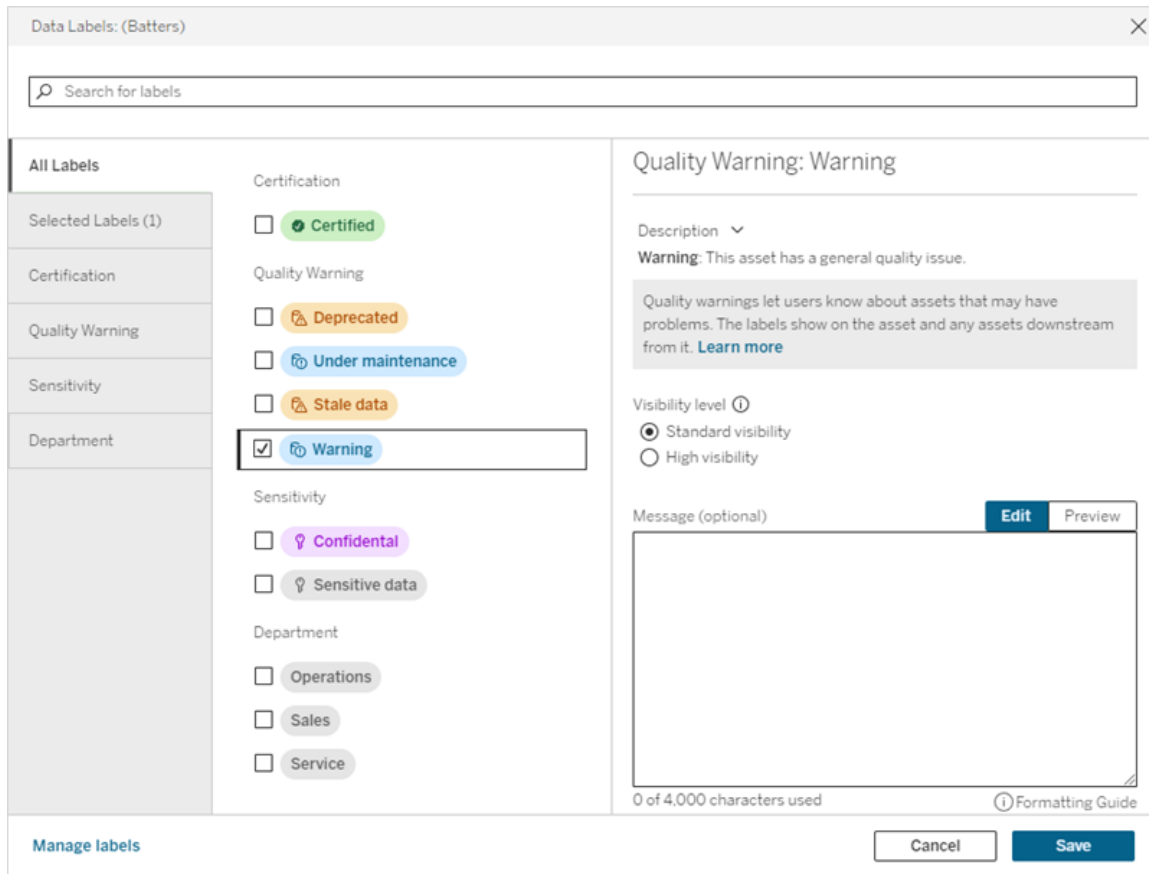 Data Labels: (Batters)
Search for labels
All Labels
Selected Labels (1)
Certification
Quality Warning
Sensitivity
Department
Certification
Certified
Quality Warning
Deprecated
Under maintenance
Stale data
Warning
Sensitivity
Confidental
Sensitive data
Department
Operations
Sales
Service
Quality Warning: Warning
Description
Warning: This asset has a general quality issue.
Quality warnings let users know about assets that may have
problems. The labels show on the asset and any assets downstream
from it. Learn more
Visibility level
Standard visibility
High visibility
Message (optional)
Edit
Preview
0 of 4,000 characters used
Formatting Guide
Manage labels
Cancel
Save